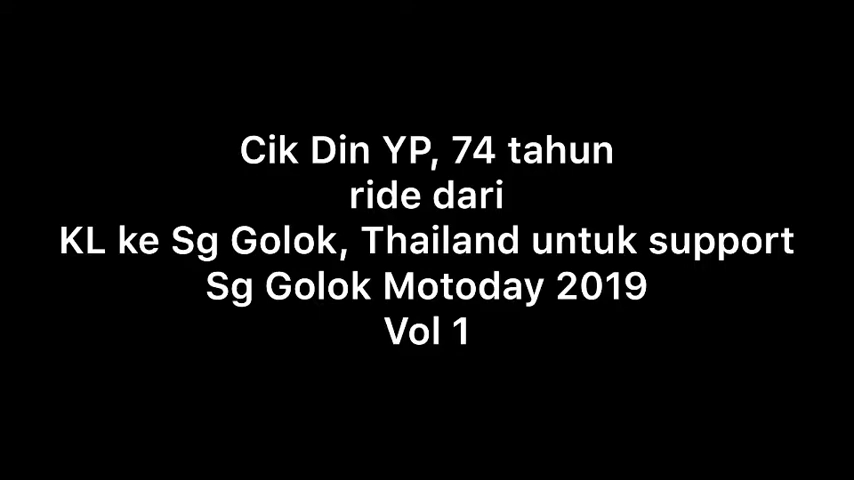 Cik Din YP, 74 tahun
ride dari
KL ke Sg Golok, Thailand untuk support
Sg Golok Motoday 2019
Vol 1